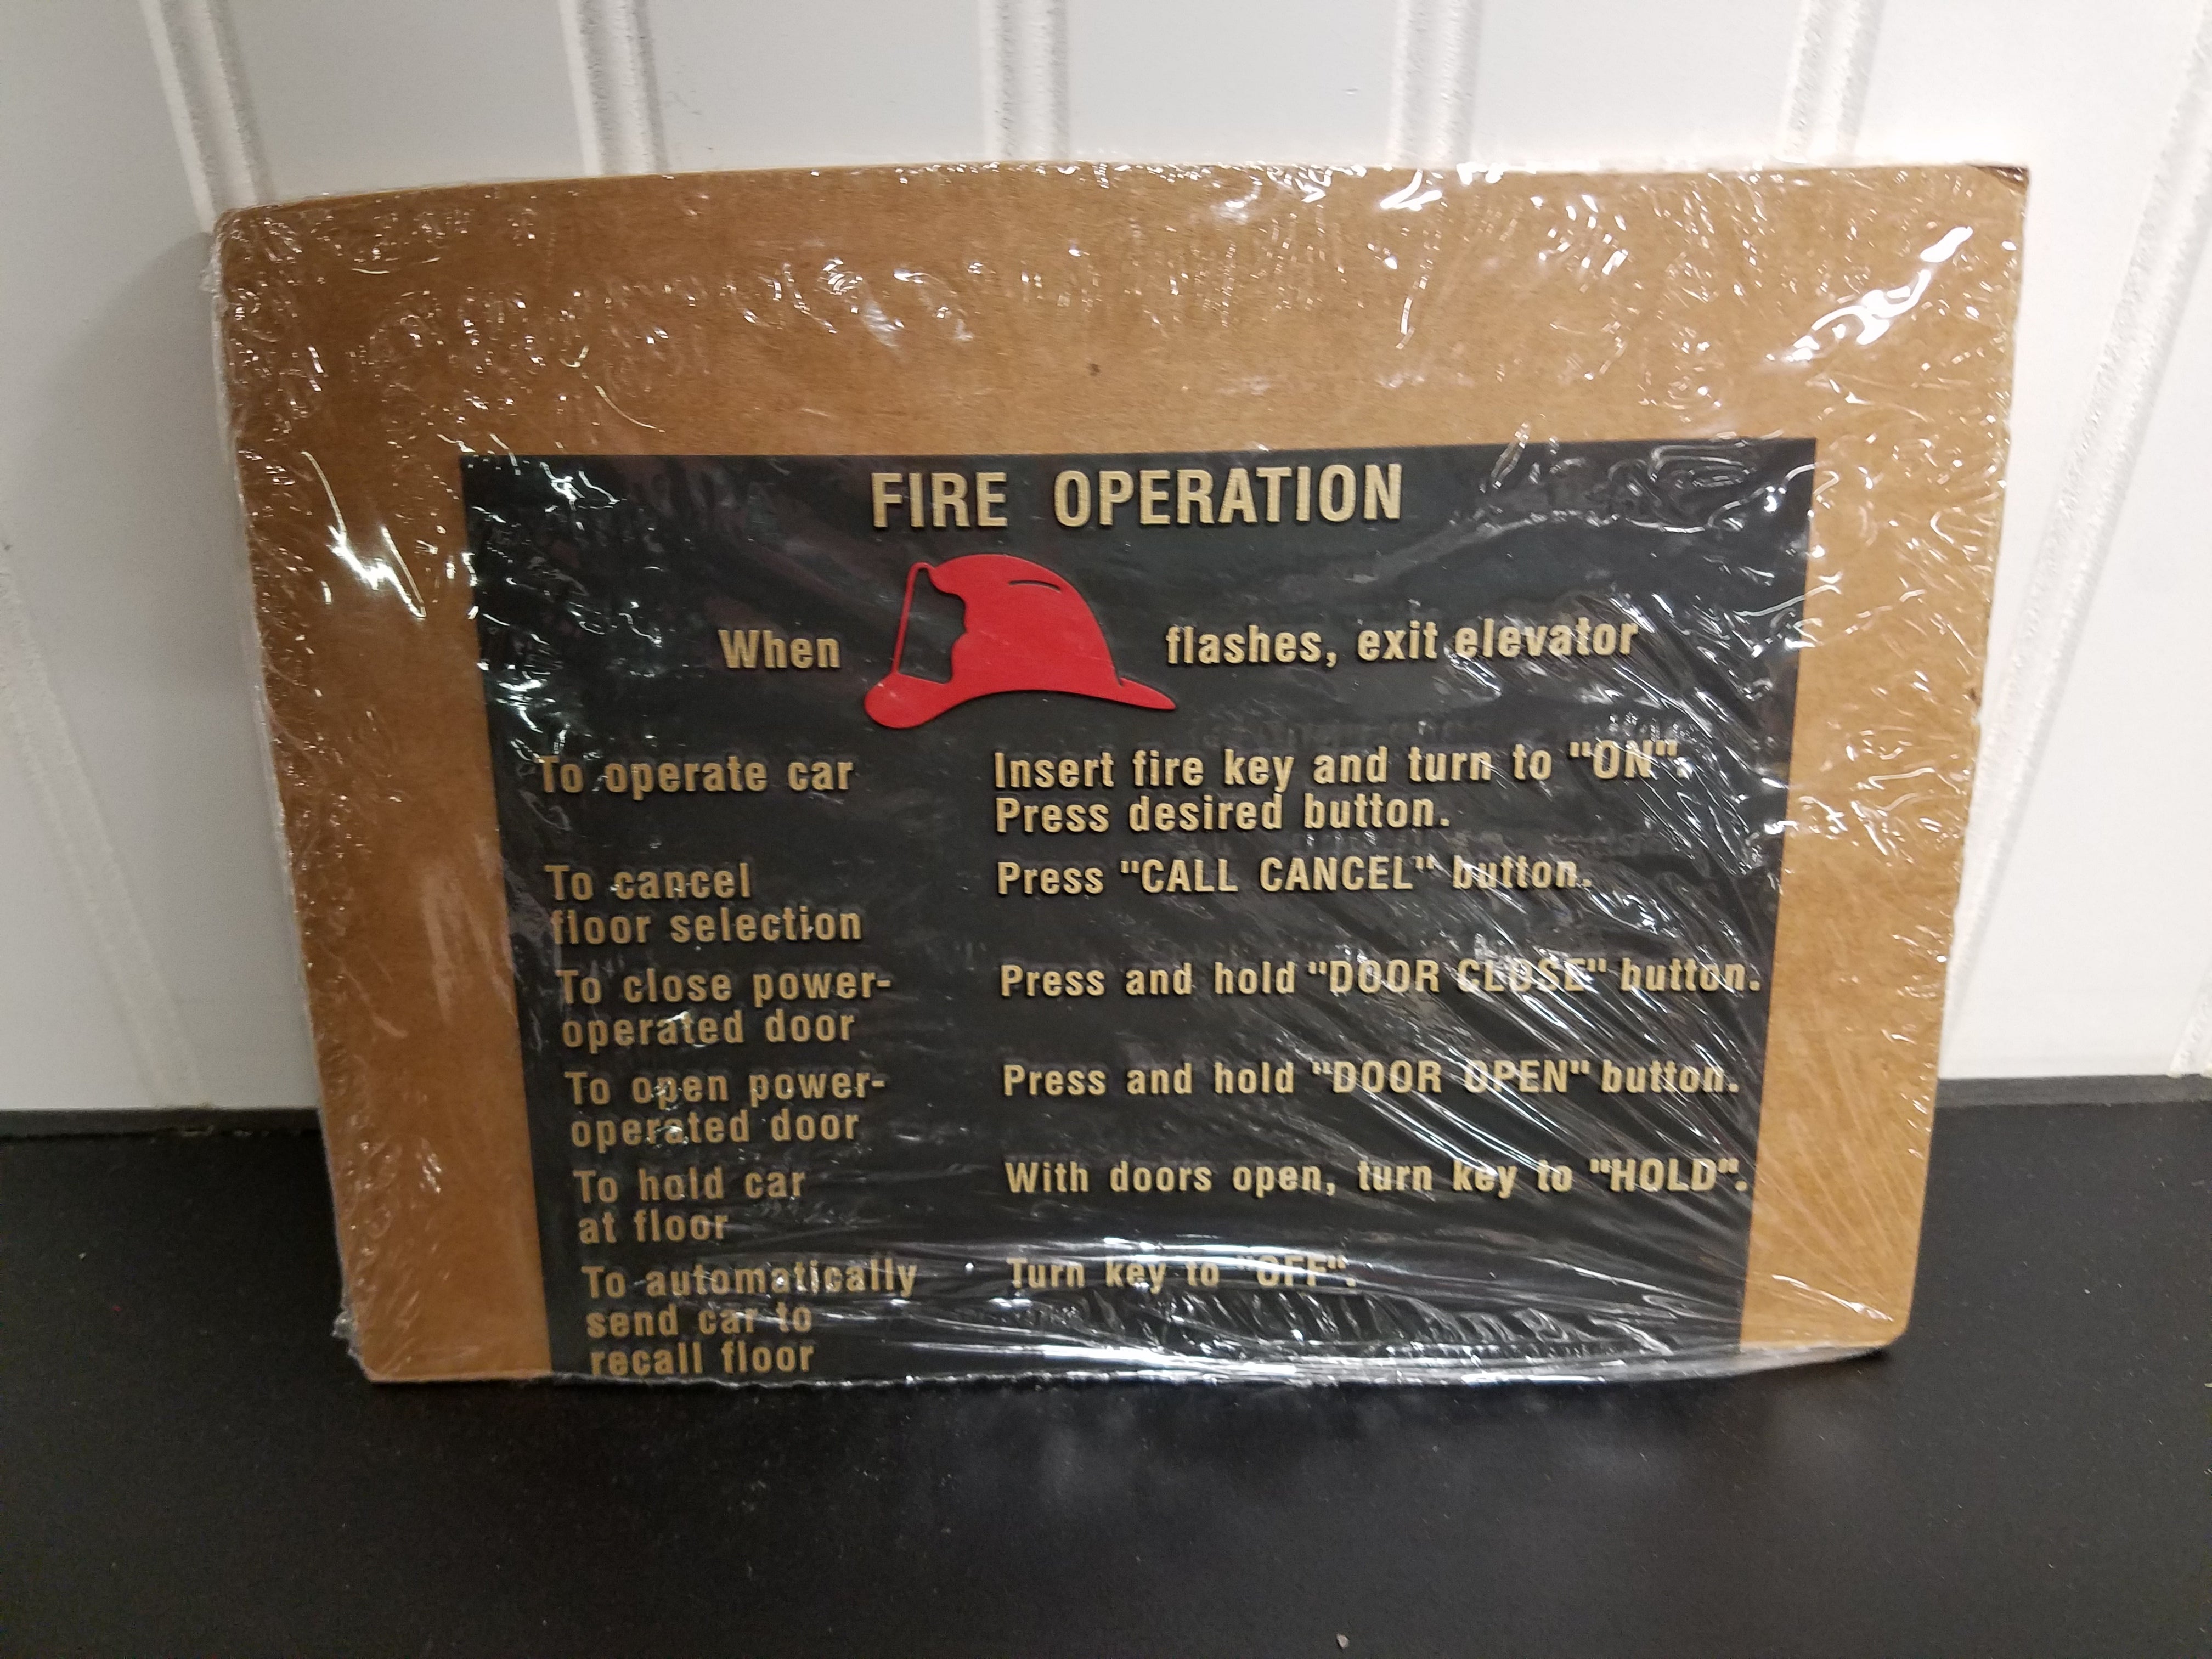 FIRE OPERATION
When flashes, exit elevator
To operate car Insert fire key and turn to "ON".
Press desired button.
To cancel Press "CALL CANCEL" button.
floor selection
To close power- Press and hold "DOOR CLOSE" button.
operated door
To open power- Press and hold "DOOR OPEN" button.
operated door
To hold car With doors open, turn key to "HOLD".
at floor
To automatically Turn key to "OFF".
send car to
recall floor